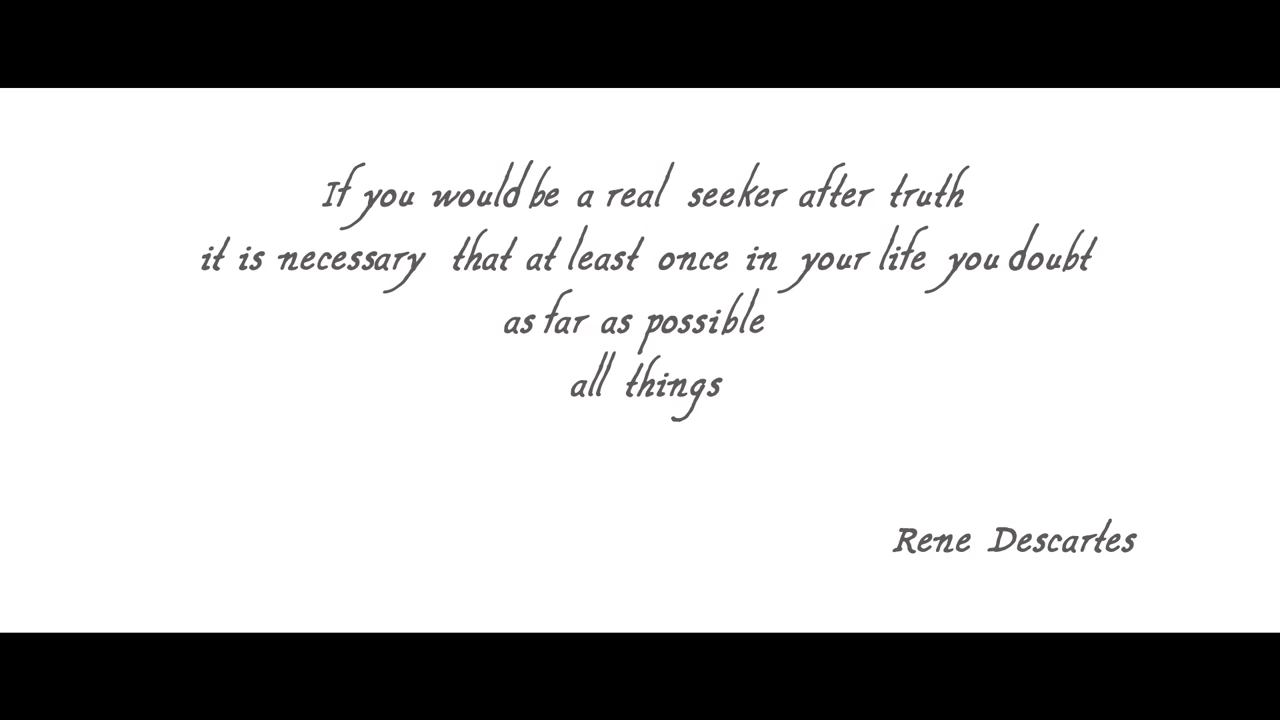 If you would be a real seeker after truth
it is necessary that at least once in your life you doubt
as far as possible
all things
Rene Descartes